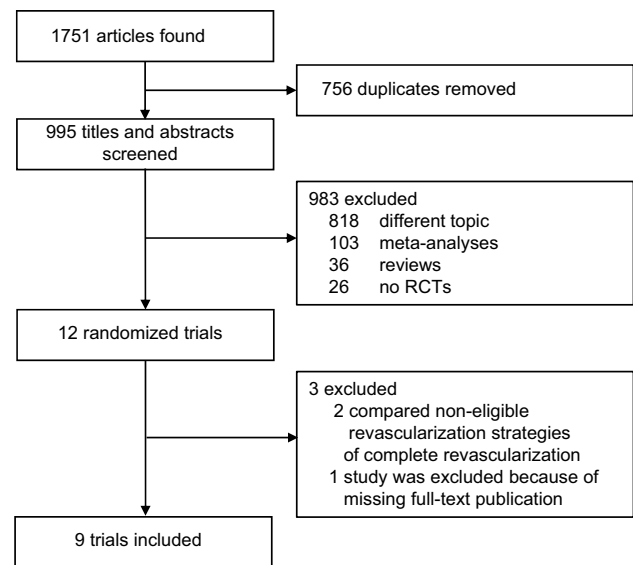 1751 articles found
756 duplicates removed
995 titles and abstracts
screened
983 excluded
818 different topic
103 meta-analyses
36 reviews
26 no RCTs
12 randomized trials
3 excluded
2 compared non-eligible
revascularization strategies
of complete revascularization
1 study was excluded because of
missing full-text publication
9 trials included